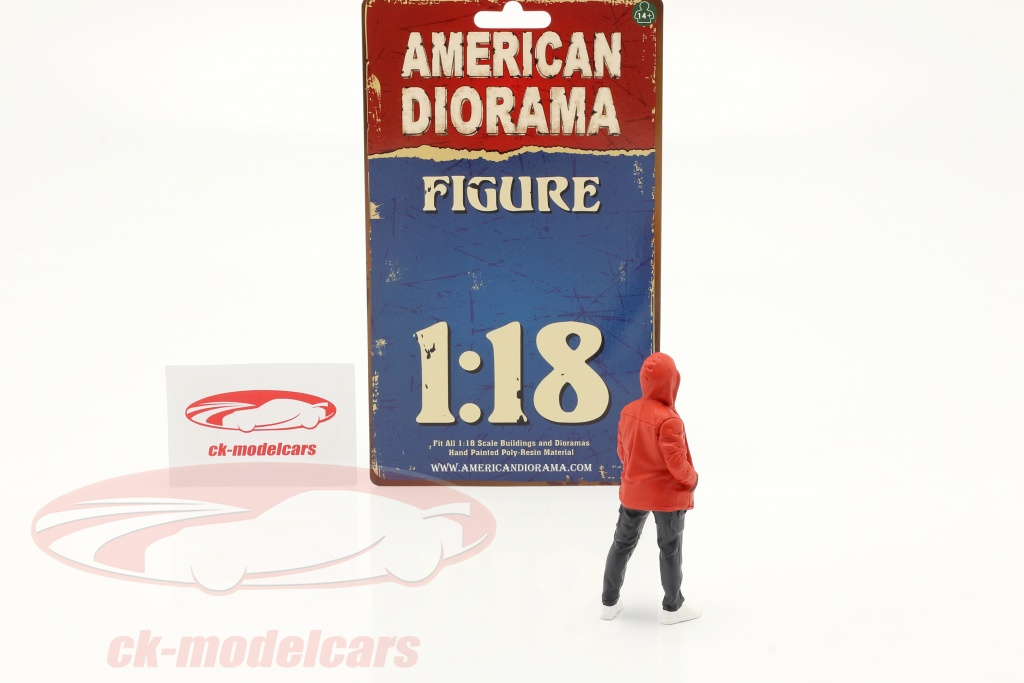 14+
AMERICAN
DIORAMA
FIGURE
1:18
Fit All 1:18 Scale Buildings and Dioramas
Hand Painted Poly-Resin Material
WWW.AMERICANDIORAMA.COM
ck-modelcars
ck-modelcars